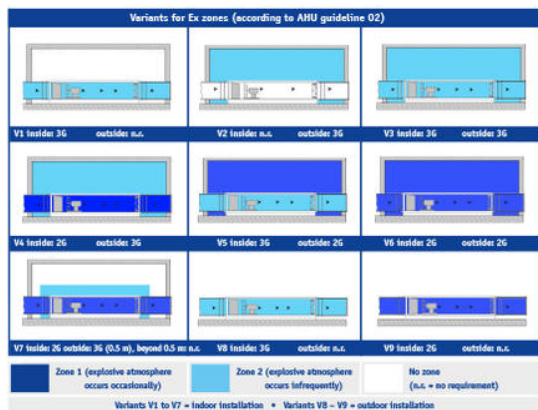 Variants for Ex zones (according to AHU guideline 02)
V1 inside: 3G outside: n.r.
V2 inside: n.r. outside: 3G
V3 inside: 3G outside: 3G
V4 inside: 2G outside: 3G
V5 inside: 3G outside: 2G
V6 inside: 2G outside: 2G
V7 inside: 2G outside: 3G (0.5 m), beyond 0.5 m: n.r.
V8 inside: 3G outside: n.r.
V9 inside: 2G outside: n.r.
Zone 1 (explosive atmosphere
occurs occasionally)
Zone 2 (explosive atmosphere
occurs infrequently)
No zone
(n.r. = no requirement)
Variants V1 to V7 = indoor installation • Variants V8 – V9 = outdoor installation